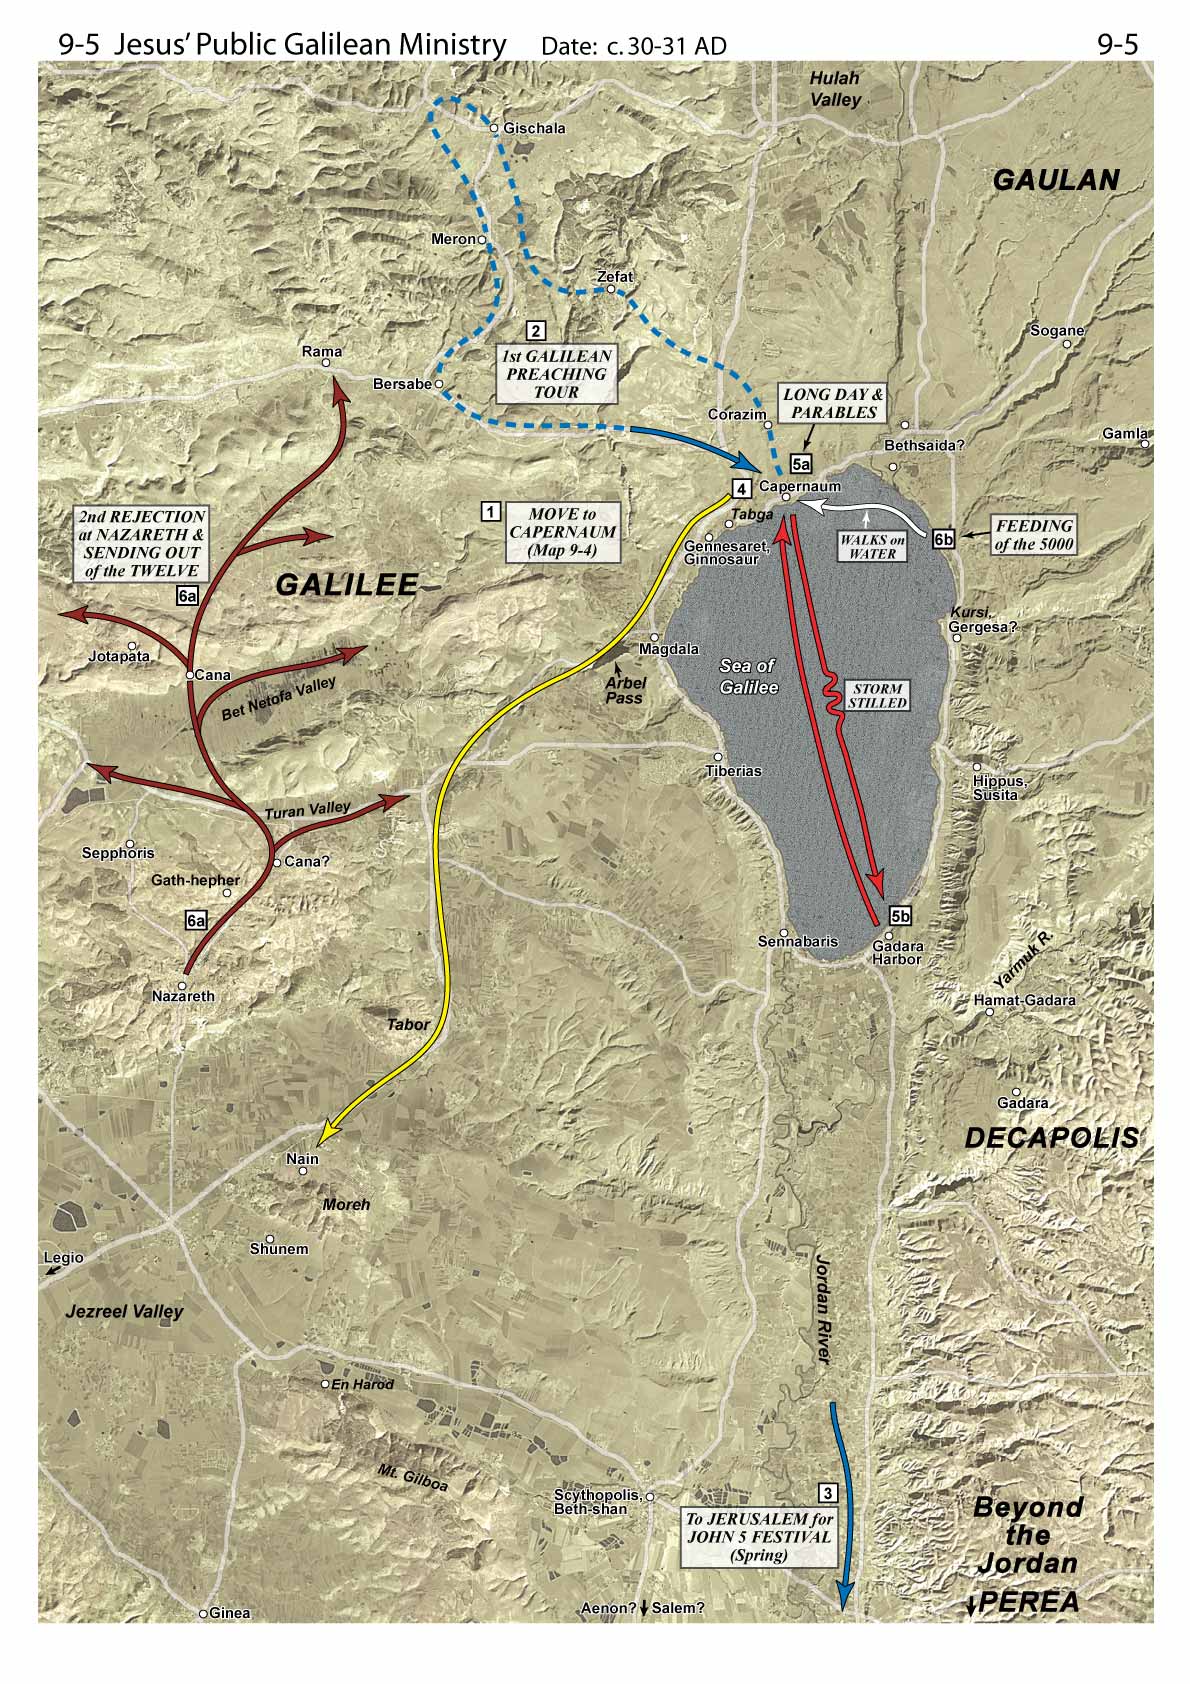 9-5 Jesus' Public Galilean Ministry Date: c. 30-31 AD 9-5
Hulah
Valley
Gischala
GAULAN
Meron
Zefat
2
1st GALILEAN
PREACHING
TOUR
Sogane
Rama
Bersabe
LONG DAY &
PARABLES
Corazim
Bethsaida?
Gamla
5a
4
Capernaum
1
MOVE to
CAPERNAUM
(Map 9-4)
Tabga
2nd REJECTION
at NAZARETH &
SENDING OUT
of the TWELVE
6a
WALKS on
WATER
6b
FEEDING
of the 5000
Gennesaret,
Ginnosaur
GALILEE
Kursi,
Gergesa?
Jotapata
Magdala
Cana
Sea of
Galilee
Arbel
Pass
Bet Netofa Valley
STORM
STILLED
Tiberias
Hippus,
Susita
Turan Valley
Sepphoris
Cana?
Gath-hepher
6a
5b
Sennabaris
Gadara
Harbor
Yarmuk R.
Nazareth
Hamat-Gadara
Tabor
Gadara
DECAPOLIS
Nain
Moreh
Shunem
Legio
Jezreel Valley
Jordan River
En Harod
Mt. Gilboa
Scythopolis,
Beth-shan
3
To JERUSALEM for
JOHN 5 FESTIVAL
(Spring)
Beyond
the
Jordan
PEREA
Ginea
Aenon? Salem?